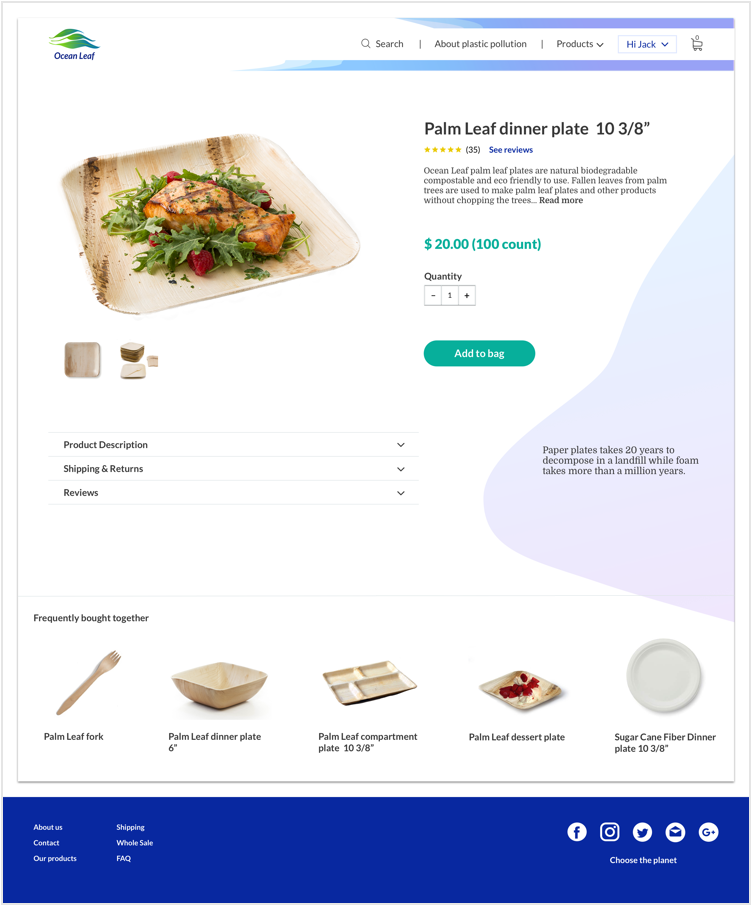 Ocean Leaf
Search | About plastic pollution | Products
Hi Jack
0
Palm Leaf dinner plate 10 3/8”
★★★★★ (35) See reviews
Ocean Leaf palm leaf plates are natural biodegradable
compostable and eco friendly to use. Fallen leaves from palm
trees are used to make palm leaf plates and other products
without chopping the trees... Read more
$ 20.00 (100 count)
Quantity
- 1 +
Add to bag
Product Description
Shipping & Returns
Reviews
Paper plates takes 20 years to
decompose in a landfill while foam
takes more than a million years.
Frequently bought together
Palm Leaf fork
Palm Leaf dinner plate
6”
Palm Leaf compartment
plate 10 3/8”
Palm Leaf dessert plate
Sugar Cane Fiber Dinner
plate 10 3/8”
About us
Contact
Our products
Shipping
Whole Sale
FAQ
G+
Choose the planet